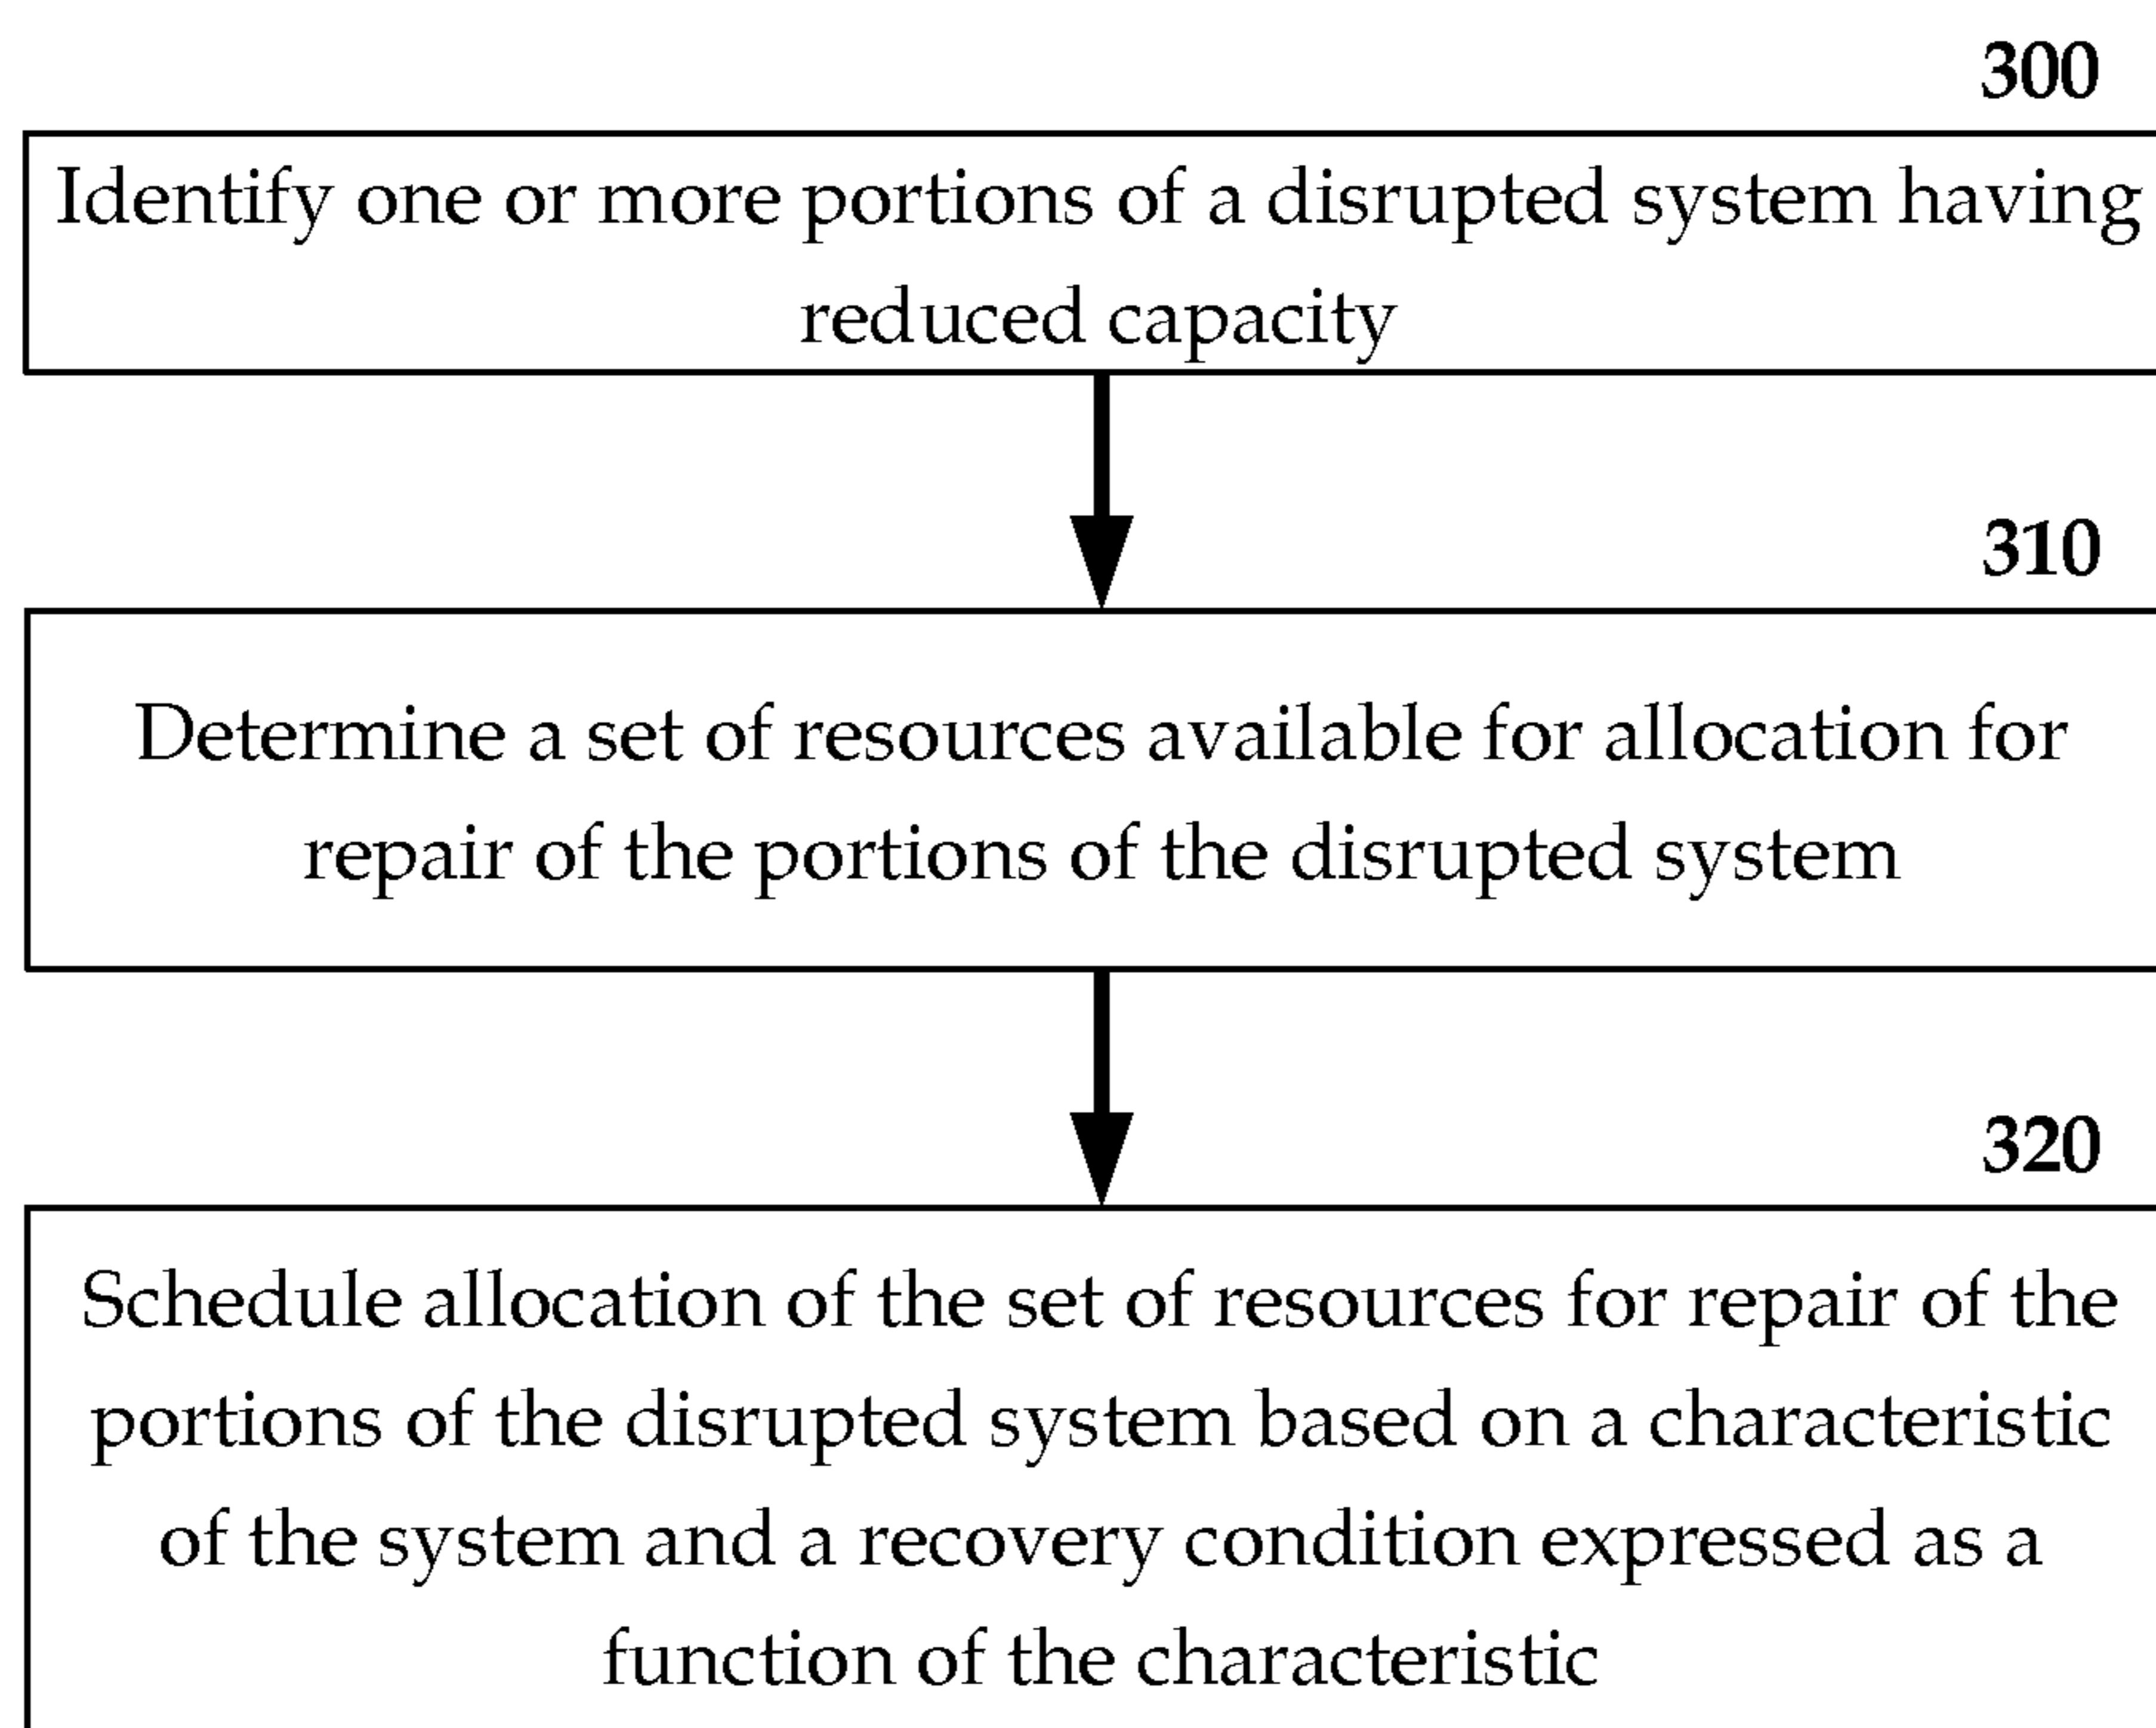 300
Identify one or more portions of a disrupted system having
reduced capacity
310
Determine a set of resources available for allocation for
repair of the portions of the disrupted system
320
Schedule allocation of the set of resources for repair of the
portions of the disrupted system based on a characteristic
of the system and a recovery condition expressed as a
function of the characteristic